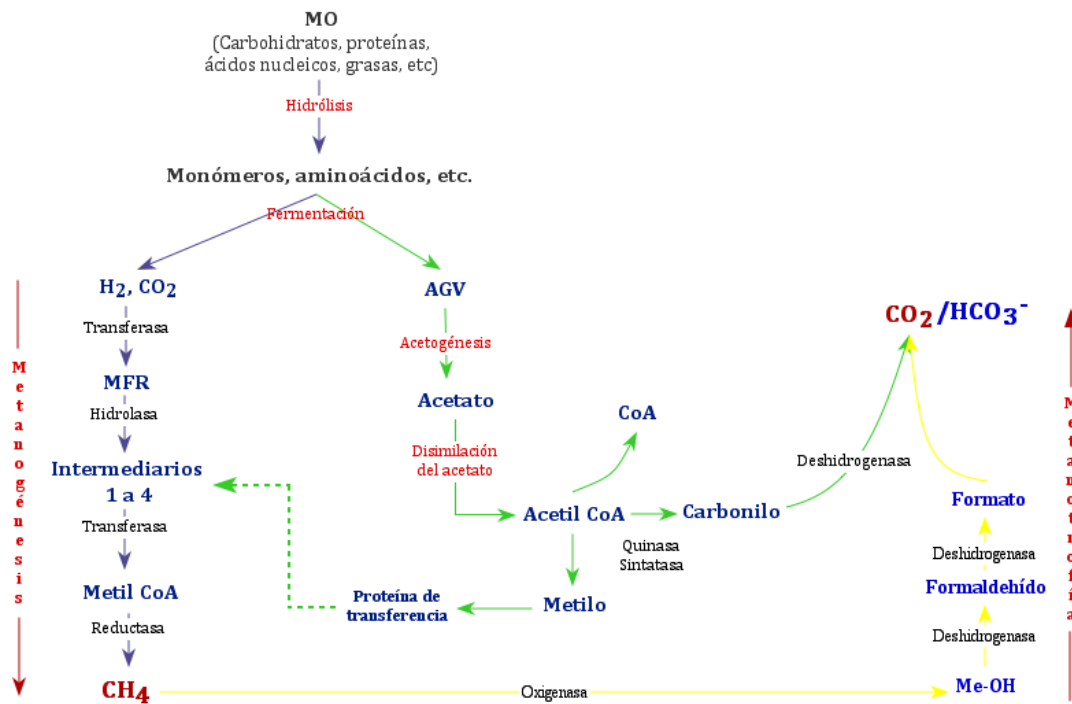 MO
(Carbohidratos, proteínas,
ácidos nucleicos, grasas, etc)
Hidrólisis
Monómeros, aminoácidos, etc.
Fermentación
H2, CO2
AGV
Transferasa
Acetogénesis
MFR
Hidrolasa
Acetato
CoA
Disimilación
del acetato
Intermediarios
1 a 4
Transferasa
Acetil CoA
Carbonilo
Deshidrogenasa
Quinasa
Sintatasa
Metil CoA
Proteína de
transferencia
Metilo
Reductasa
CH4
Oxigenasa
Me-OH
Deshidrogenasa
Formaldehído
Deshidrogenasa
Formato
CO2/HCO3-
Metanogénesis
Metanotrofía